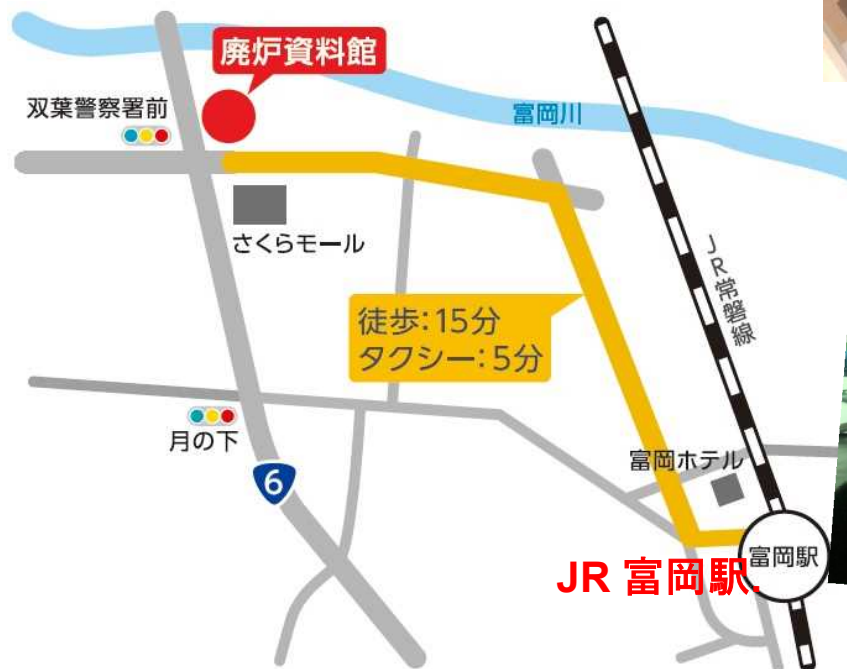 廃炉資料館
双葉警察署前
富岡川
さくらモール
JR常磐線
徒歩:15分
タクシー:5分
月の下
6
富岡ホテル
富岡駅
JR 富岡駅.